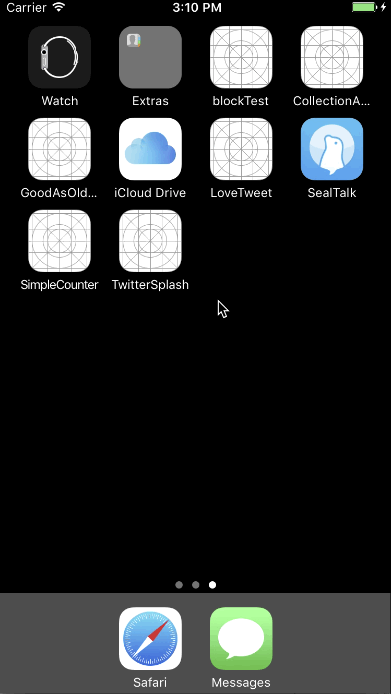 Carrier 3:10 PM
Watch Extras blockTest CollectionA...
GoodAsOld... iCloud Drive LoveTweet SealTalk
SimpleCounter TwitterSplash
Safari Messages